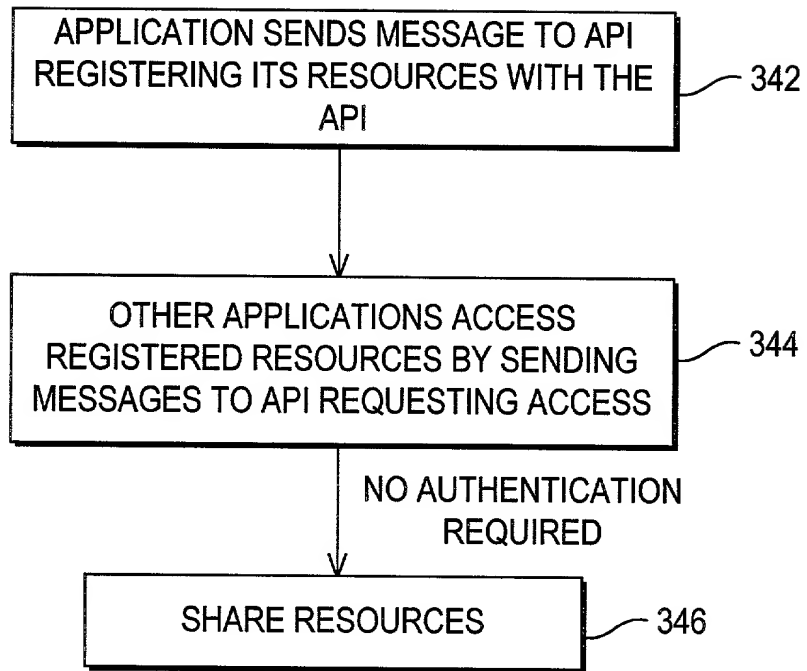 APPLICATION SENDS MESSAGE TO API
REGISTERING ITS RESOURCES WITH THE
API
342
OTHER APPLICATIONS ACCESS
REGISTERED RESOURCES BY SENDING
MESSAGES TO API REQUESTING ACCESS
344
NO AUTHENTICATION
REQUIRED
SHARE RESOURCES
346